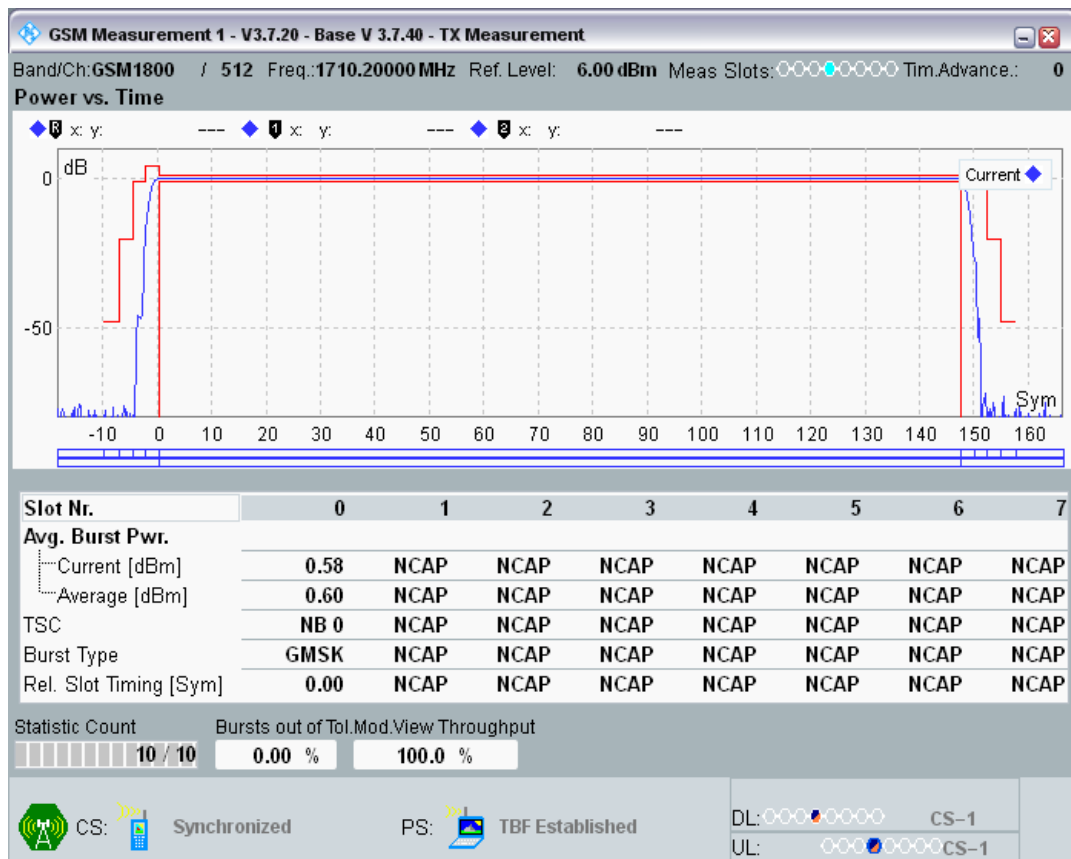 GSM Measurement 1 - V3.7.20 - Base V 3.7.40 - TX Measurement
Band/Ch:GSM1800 / 512 Freq.:1710.20000 MHz Ref. Level: 6.00 dBm Meas Slots: Tim.Advance.: 0
Power vs. Time
R x: y: --- 1 x: y: --- 2 x: y: ---
dB
Current
0
-50
Sym
-10 0 10 20 30 40 50 60 70 80 90 100 110 120 130 140 150 160
Slot Nr. 0 1 2 3 4 5 6 7
Avg. Burst Pwr.
Current [dBm] 0.58 NCAP NCAP NCAP NCAP NCAP NCAP NCAP
Average [dBm] 0.60 NCAP NCAP NCAP NCAP NCAP NCAP NCAP
TSC NB 0 NCAP NCAP NCAP NCAP NCAP NCAP NCAP
Burst Type GMSK NCAP NCAP NCAP NCAP NCAP NCAP NCAP
Rel. Slot Timing [Sym] 0.00 NCAP NCAP NCAP NCAP NCAP NCAP NCAP
Statistic Count Bursts out of Tol.Mod.View Throughput
10 / 10 0.00 % 100.0 %
CS: Synchronized PS: TBF Established
DL: CS-1
UL: CS-1